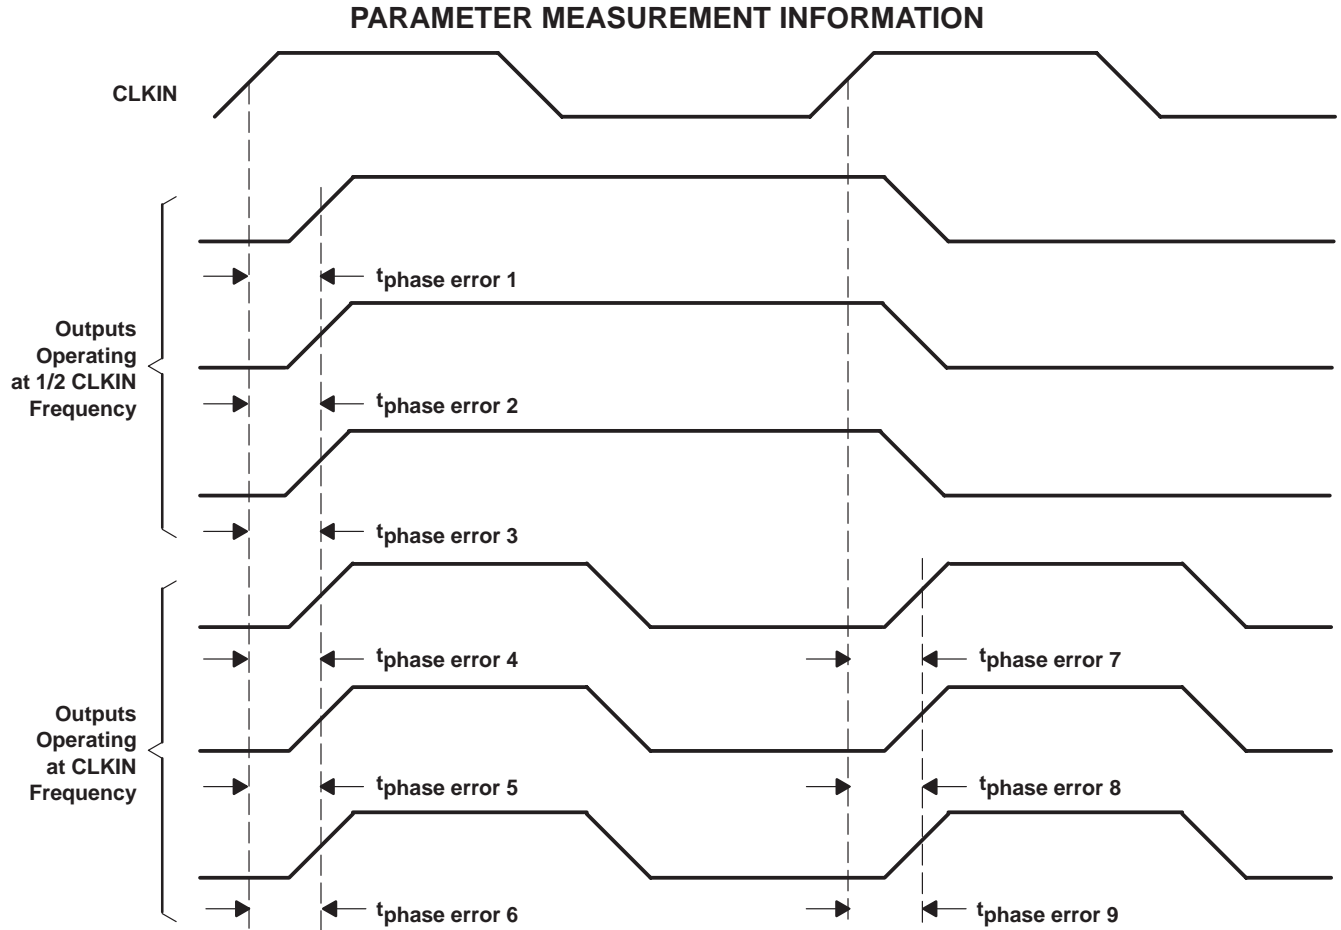 PARAMETER MEASUREMENT INFORMATION
CLKIN
tphase error 1
Outputs
Operating
at 1/2 CLKIN
Frequency
tphase error 2
tphase error 3
tphase error 4
tphase error 7
Outputs
Operating
at CLKIN
Frequency
tphase error 5
tphase error 8
tphase error 6
tphase error 9